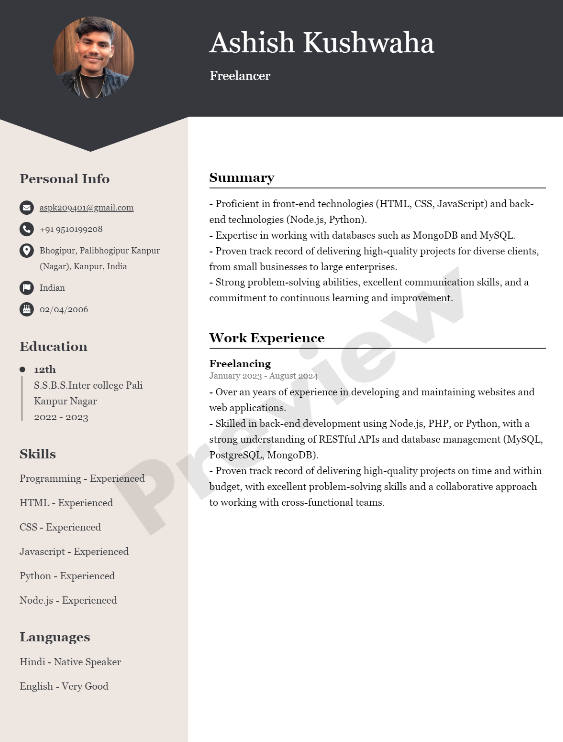 Ashish Kushwaha
Freelancer
Personal Info
aspk209401@gmail.com
+91 9510199208
Bhogipur, Palibhogipur Kanpur
(Nagar), Kanpur, India
Indian
02/04/2006
Education
12th
S.S.B.S.Inter college Pali
Kanpur Nagar
2022 - 2023
Skills
Programming - Experienced
HTML - Experienced
CSS - Experienced
Javascript - Experienced
Python - Experienced
Node.js - Experienced
Languages
Hindi - Native Speaker
English - Very Good
Summary
- Proficient in front-end technologies (HTML, CSS, JavaScript) and back-
end technologies (Node.js, Python).
- Expertise in working with databases such as MongoDB and MySQL.
- Proven track record of delivering high-quality projects for diverse clients,
from small businesses to large enterprises.
- Strong problem-solving abilities, excellent communication skills, and a
commitment to continuous learning and improvement.
Work Experience
Freelancing
January 2023 - August 2024
- Over an years of experience in developing and maintaining websites and
web applications.
- Skilled in back-end development using Node.js, PHP, or Python, with a
strong understanding of RESTful APIs and database management (MySQL,
PostgreSQL, MongoDB).
- Proven track record of delivering high-quality projects on time and within
budget, with excellent problem-solving skills and a collaborative approach
to working with cross-functional teams.
Preview